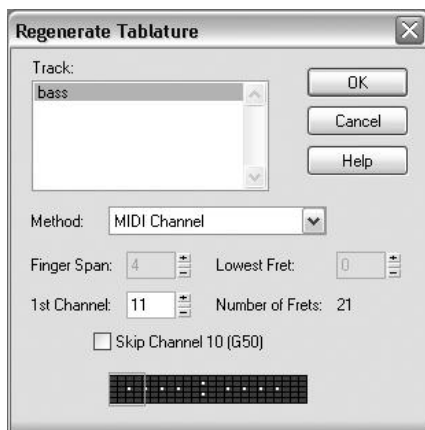 Regenerate Tablature
Track:
bass
OK
Cancel
Help
Method: MIDI Channel
Finger Span: 4 Lowest Fret: 0
1st Channel: 11 Number of Frets: 21
Skip Channel 10 (G50)